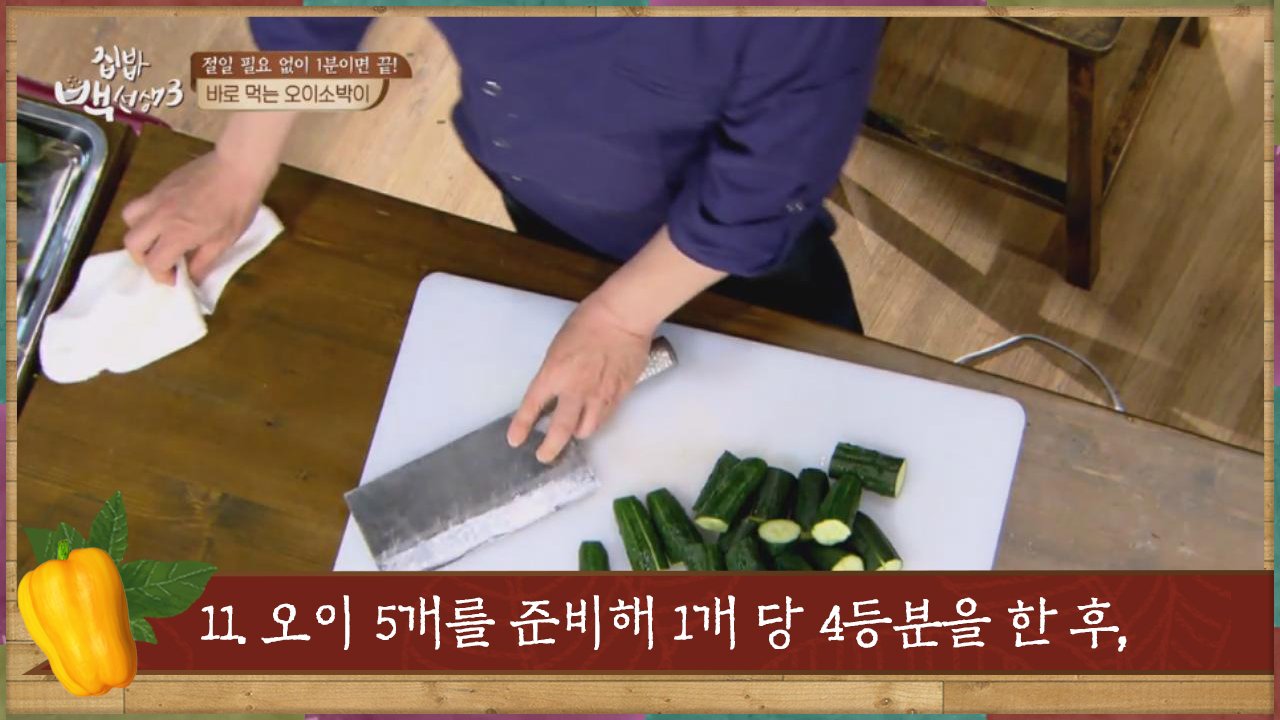 집밥
백선생3
절일 필요 없이 1분이면 끝!
바로 먹는 오이소박이
11. 오이 5개를 준비해 1개 당 4등분을 한 후,